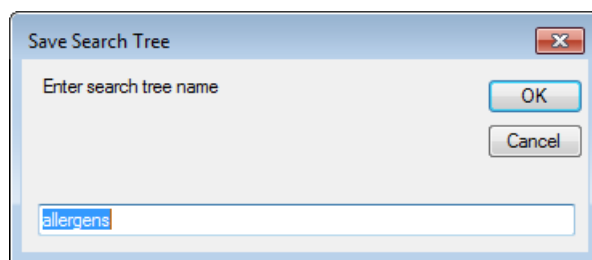 Save Search Tree
Enter search tree name
OK
Cancel
allergens